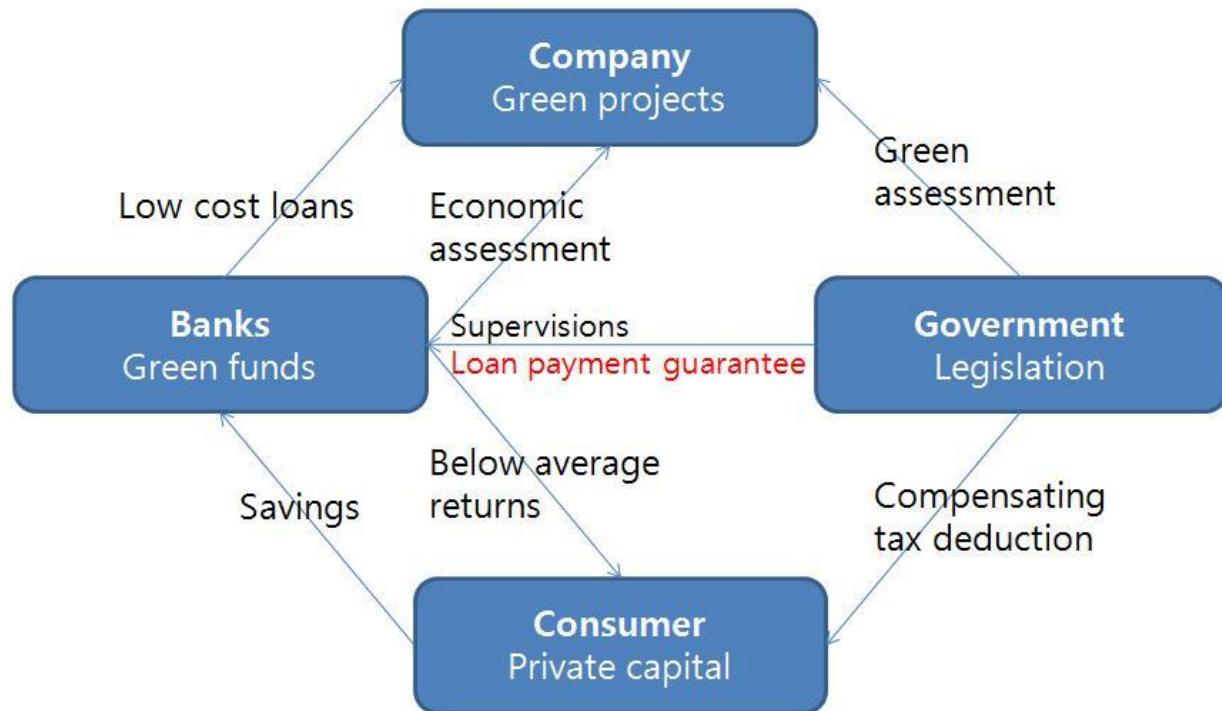 Company
Green projects
Green
assessment
Low cost loans
Economic
assessment
Banks
Green funds
Supervisions
Loan payment guarantee
Government
Legislation
Below average
returns
Savings
Compensating
tax deduction
Consumer
Private capital